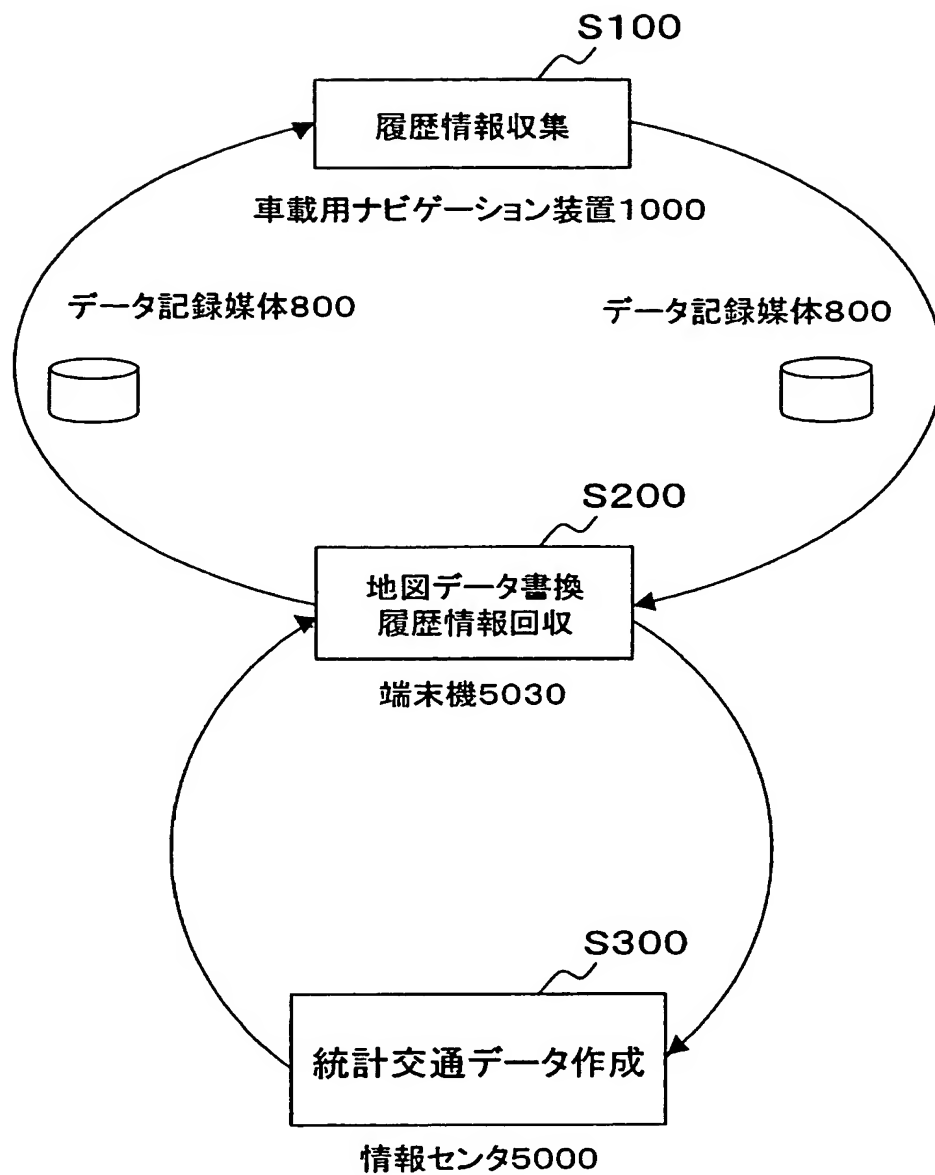 S100
履歴情報収集
車載用ナビゲーション装置1000
データ記録媒体800
データ記録媒体800
S200
地図データ書換
履歴情報回収
端末機5030
S300
統計交通データ作成
情報センタ5000